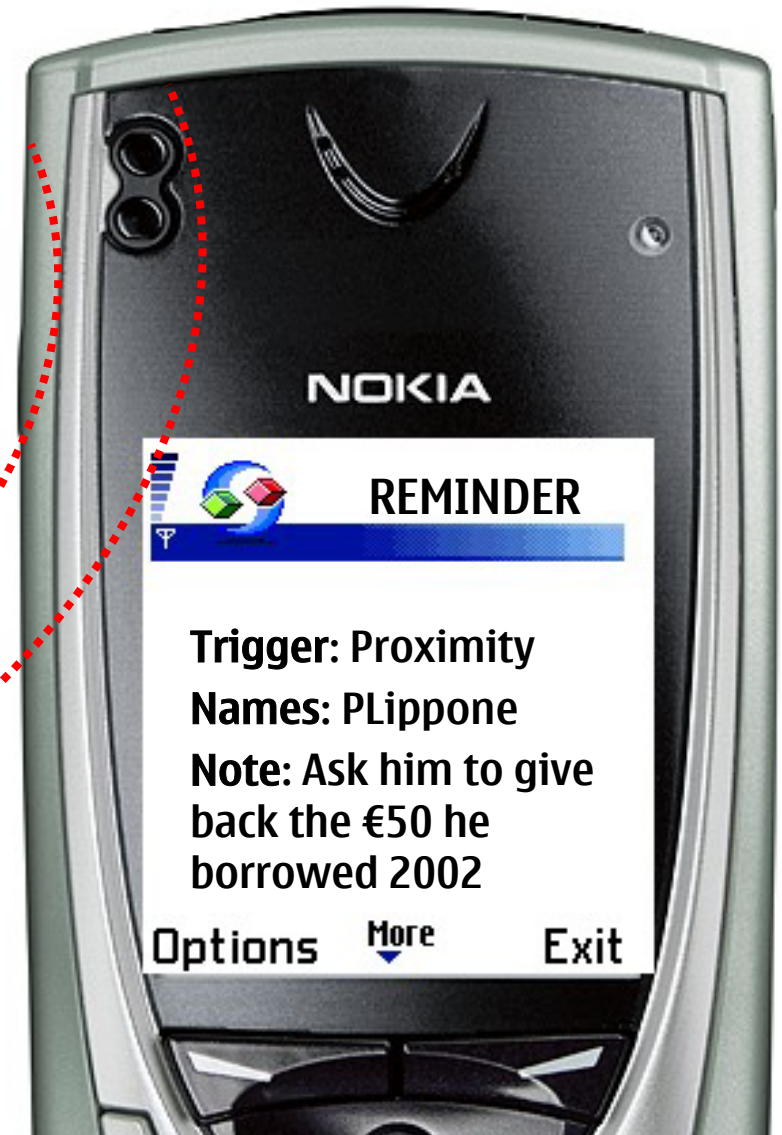 NOKIA
REMINDER
Trigger: Proximity
Names: PLippone
Note: Ask him to give
back the €50 he
borrowed 2002
Options More Exit